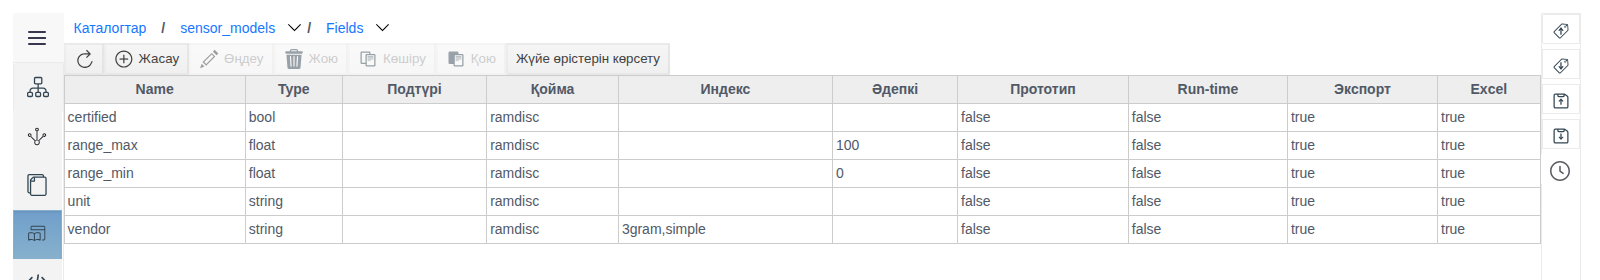 Каталогтар / sensor_models / Fields
Жасау Өңдеу Жою Көшіру Қою Жүйе өрістерін көрсету
Name Type Подтүрі Қойма Индекс Әдепкі Прототип Run-time Экспорт Excel
certified bool ramdisc false false true true
range_max float ramdisc 100 false false true true
range_min float ramdisc 0 false false true true
unit string ramdisc false false true true
vendor string ramdisc 3gram,simple false false true true